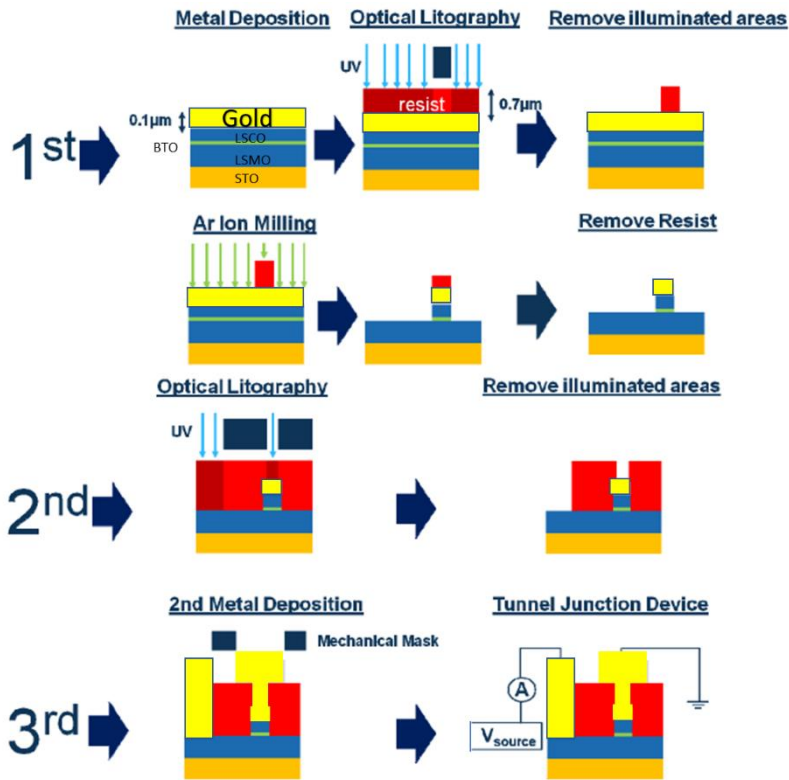 Metal Deposition
Optical Litography
Remove illuminated areas
UV
0.1µm
Gold
resist
0.7µm
1st
BTO
LSCO
LSMO
STO
Ar Ion Milling
Remove Resist
Optical Litography
Remove illuminated areas
UV
2nd
2nd Metal Deposition
Tunnel Junction Device
Mechanical Mask
A
3rd
Vsource